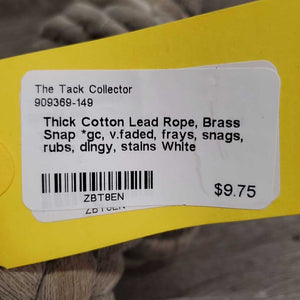 The Tack Collector
909369-149
Thick Cotton Lead Rope, Brass
Snap *gc, v.faded, frays, snags,
rubs, dingy, stains White
ZBT8EN
$9.75
ZBT8EN